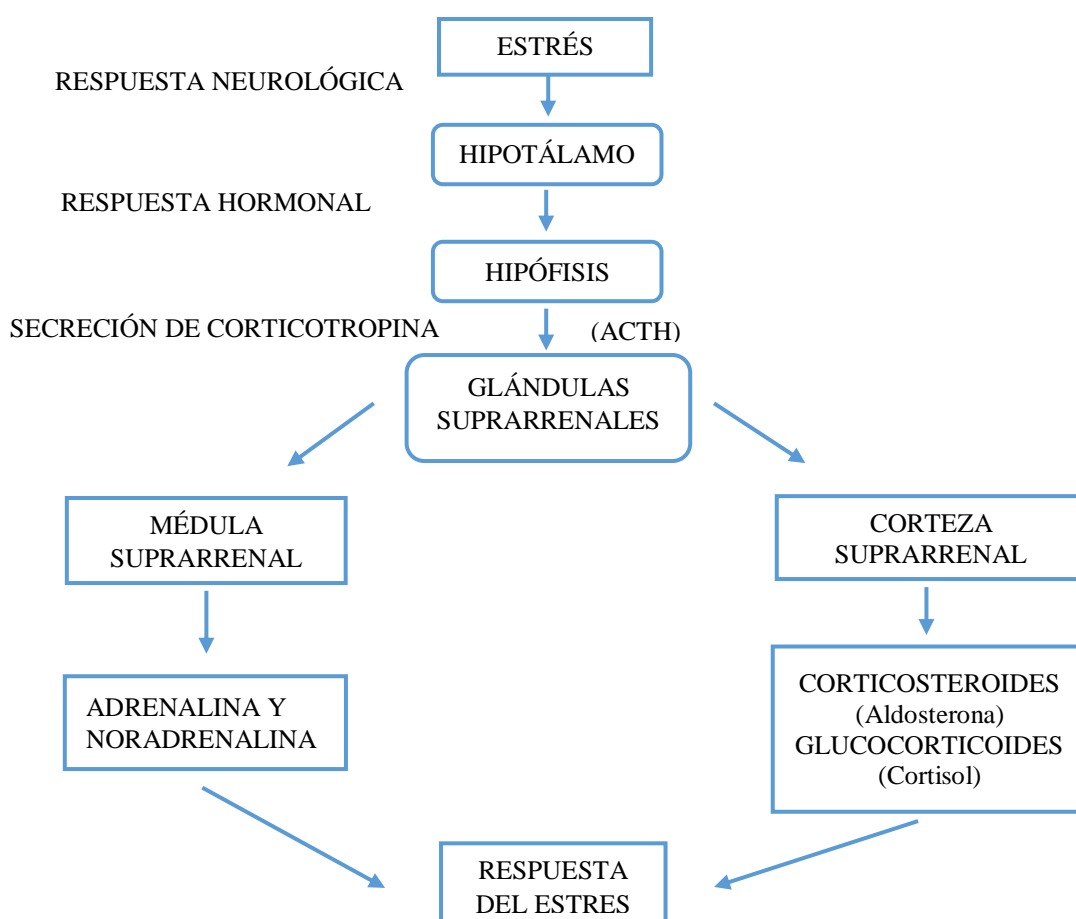 ESTRÉS
RESPUESTA NEUROLÓGICA
HIPOTÁLAMO
RESPUESTA HORMONAL
HIPÓFISIS
SECRECIÓN DE CORTICOTROPINA
(ACTH)
GLÁNDULAS
SUPRARRENALES
MÉDULA
SUPRARRENAL
CORTEZA
SUPRARRENAL
ADRENALINA Y
NORADRENALINA
CORTICOSTEROIDES
(Aldosterona)
GLUCOCORTICOIDES
(Cortisol)
RESPUESTA
DEL ESTRES